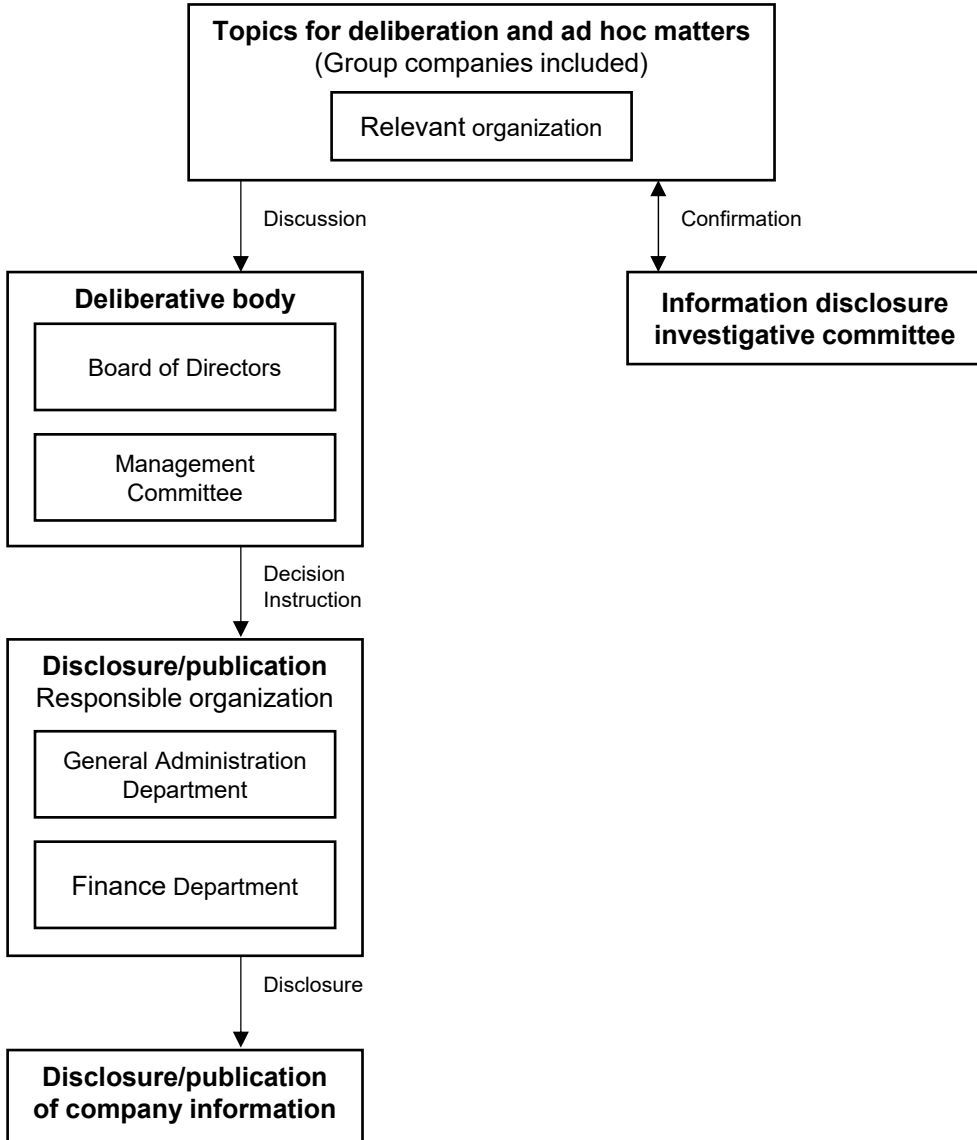 Topics for deliberation and ad hoc matters
(Group companies included)
Relevant organization
Discussion
Confirmation
Deliberative body
Board of Directors
Management
Committee
Information disclosure
investigative committee
Decision
Instruction
Disclosure/publication
Responsible organization
General Administration
Department
Finance Department
Disclosure
Disclosure/publication
of company information